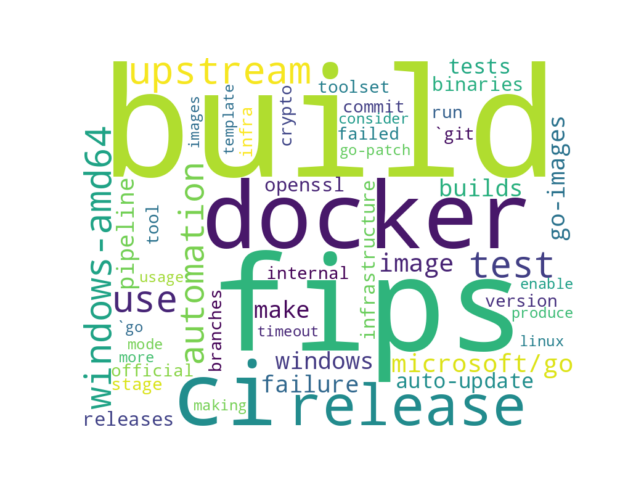 build
upstream
tests
binaries
toolset
commit
consider
failed
go-patch
run
`git
images
template
infra
crypto
windows-amd64
pipeline
tool
automation
docker
openssl
builds
go-images
infrastructure
image
test
fips
internal
usage
use
make
enable
version
produce
`go
branches
timeout
mode
more
linux
official
windows
microsoft/go
stage
failure
auto-update
ci
release
making
releases